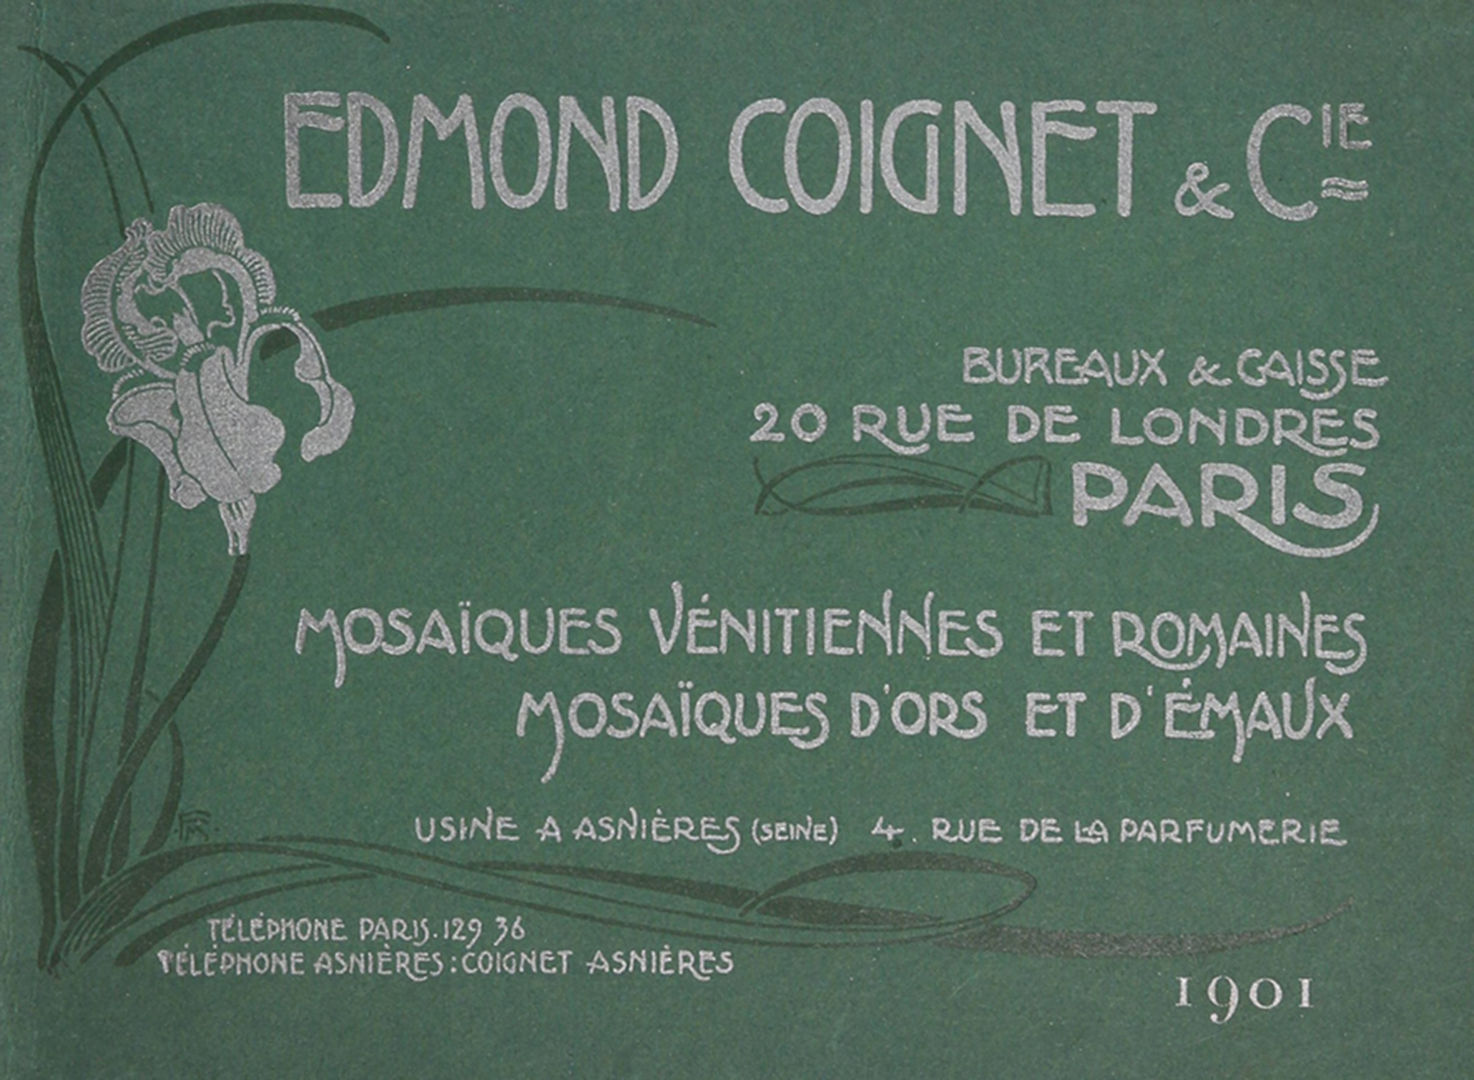 EDMOND COIGNET & CIE
BUREAUX & CAISSE
20 RUE DE LONDRES
PARIS
MOSAÏQUES VÉNITIENNES ET ROMAINES
MOSAÏQUES D'ORS ET D'ÉMAUX
USINE A ASNIÈRES (SEINE) 4. RUE DE LA PARFUMERIE
TÉLÉPHONE PARIS. 129 36
TÉLÉPHONE ASNIÈRES: COIGNET ASNIÈRES
1901